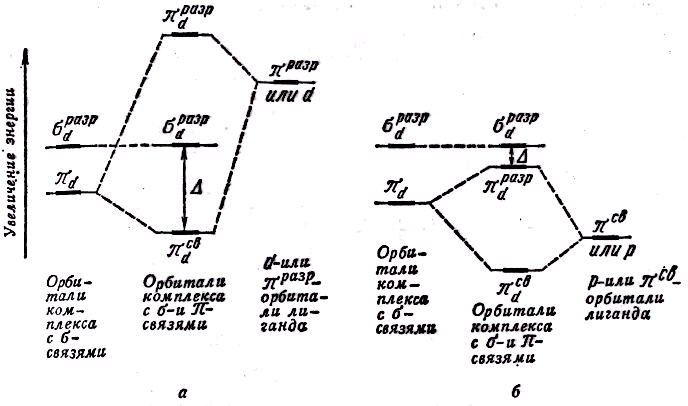 Увеличение энергии
π_d^разр
π^разр
или d
σ_d^разр
σ_d^разр
Δ
π_d
π_d^св
Орби-
тали
ком-
плекса
с σ-
связями
Орбитали
комплекса
с σ-и π-
связями
d-или
π^разр-
орбита-
ли ли-
ганда
а
σ_d^разр
σ_d^разр
Δ
π_d
π_d^разр
π^св
или p
π_d^св
Орби-
тали
ком-
плекса
с σ-
связями
Орбитали
комплекса
с σ-и π-
связями
p-или π^св-
орбитали
лиганда
б